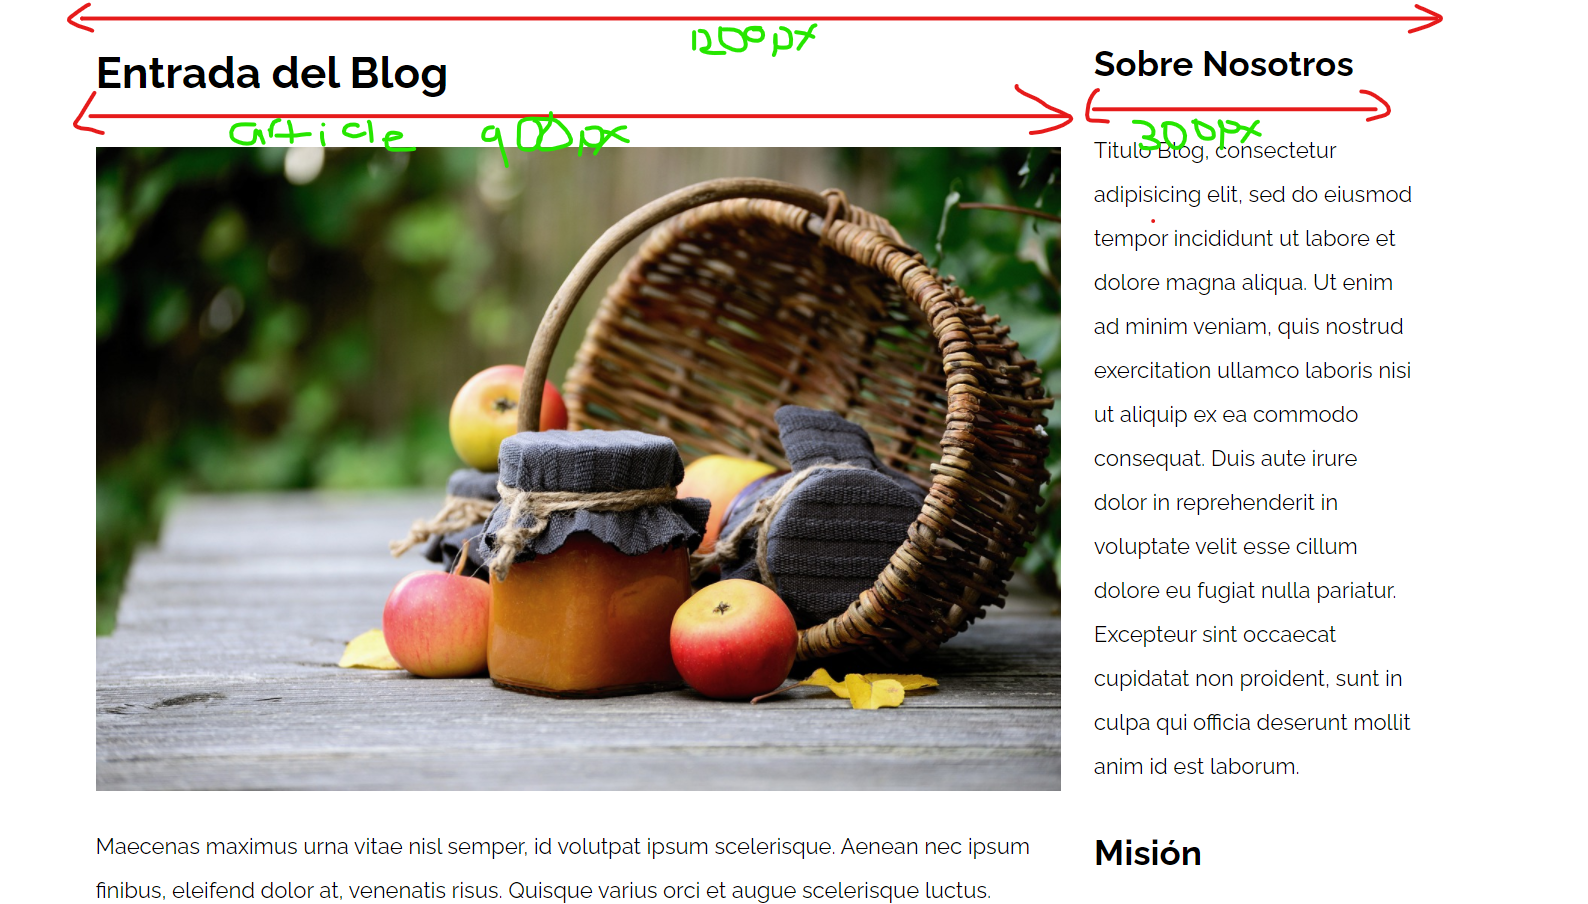 1200px
Entrada del Blog
article 900px
Maecenas maximus urna vitae nisl semper, id volutpat ipsum scelerisque. Aenean nec ipsum
finibus, eleifend dolor at, venenatis risus. Quisque varius orci et augue scelerisque luctus.
Sobre Nosotros
300px
Titulo Blog, consectetur
adipisicing elit, sed do eiusmod
tempor incididunt ut labore et
dolore magna aliqua. Ut enim
ad minim veniam, quis nostrud
exercitation ullamco laboris nisi
ut aliquip ex ea commodo
consequat. Duis aute irure
dolor in reprehenderit in
voluptate velit esse cillum
dolore eu fugiat nulla pariatur.
Excepteur sint occaecat
cupidatat non proident, sunt in
culpa qui officia deserunt mollit
anim id est laborum.
Misión